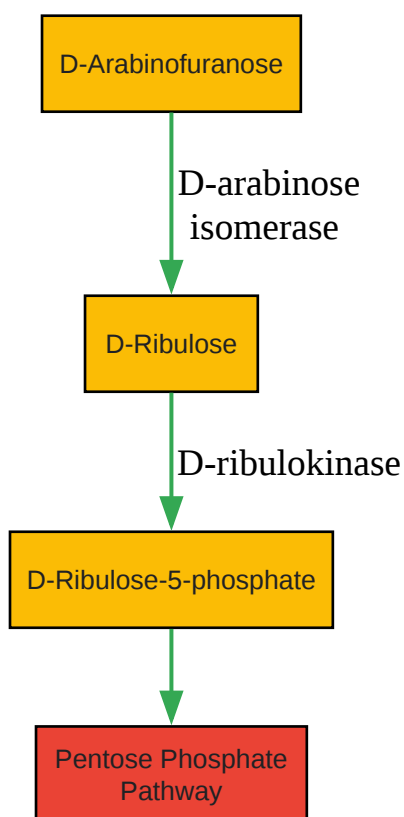 D-Arabinofuranose
D-arabinose
isomerase
D-Ribulose
D-ribulokinase
D-Ribulose-5-phosphate
Pentose Phosphate
Pathway